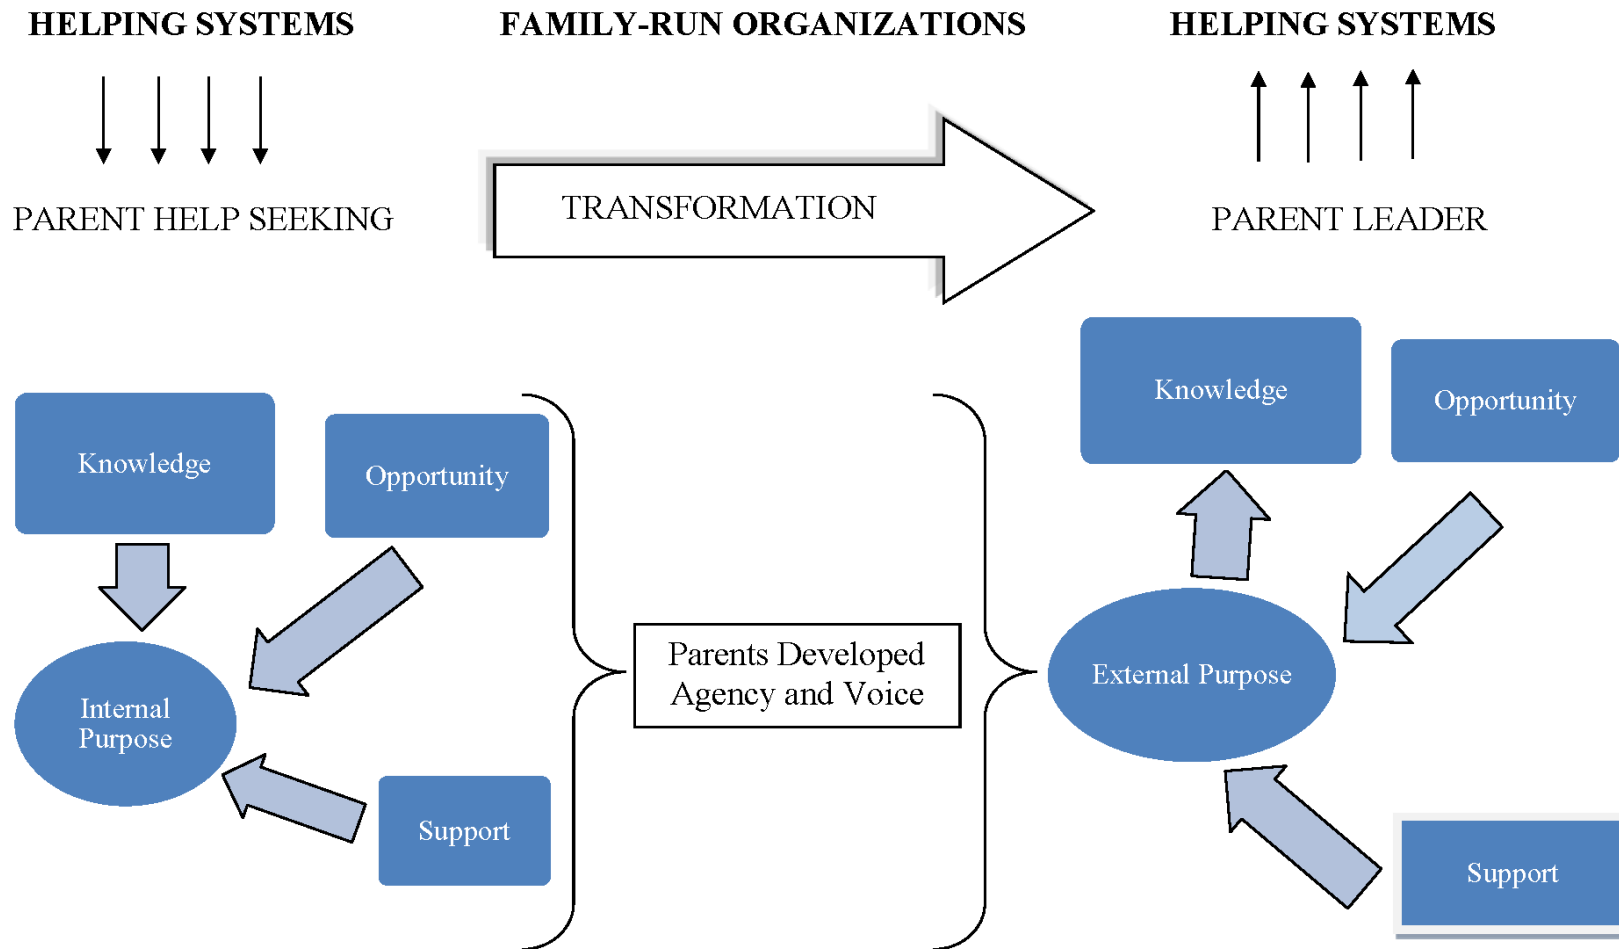 HELPING SYSTEMS
FAMILY-RUN ORGANIZATIONS
HELPING SYSTEMS
PARENT HELP SEEKING
TRANSFORMATION
PARENT LEADER
Knowledge
Opportunity
Internal
Purpose
Support
Parents Developed
Agency and Voice
Knowledge
Opportunity
External Purpose
Support